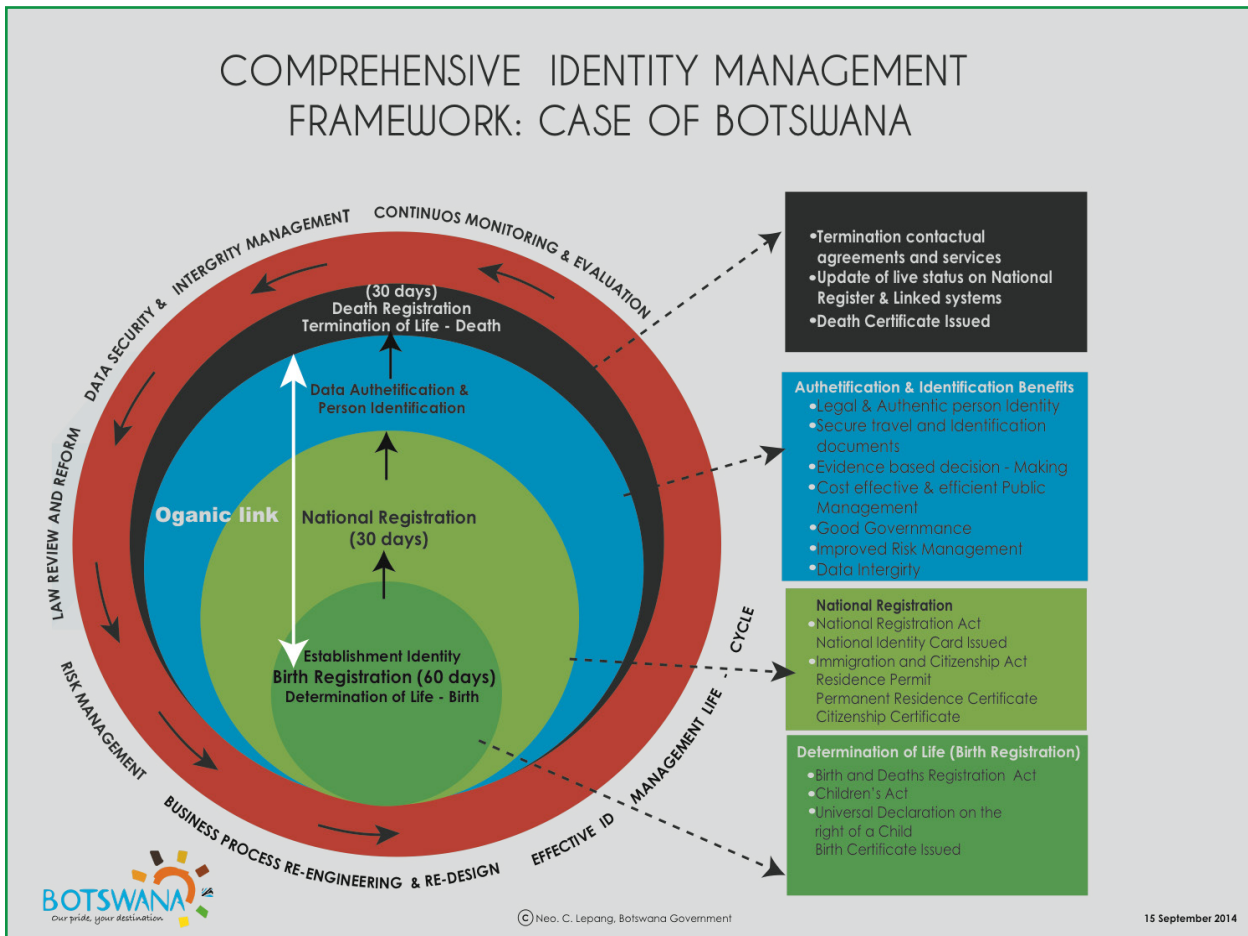 COMPREHENSIVE IDENTITY MANAGEMENT
FRAMEWORK: CASE OF BOTSWANA
LAW REVIEW AND REFORM
DATA SECURITY & INTERGRITY MANAGEMENT
CONTINUOS MONITORING & EVALUATION
RISK MANAGEMENT
BUSINESS PROCESS RE-ENGINEERING & RE-DESIGN
EFFECTIVE ID MANAGEMENT LIFE - CYCLE
(30 days)
Death Registration
Termination of Life - Death
Data Authetification &
Person Identification
Oganic link
National Registration
(30 days)
Establishment Identity
Birth Registration (60 days)
Determination of Life - Birth
•Termination contactual
agreements and services
•Update of live status on National
Register & Linked systems
•Death Certificate Issued
Authetification & Identification Benefits
•Legal & Authentic person Identity
•Secure travel and Identification
documents
•Evidence based decision - Making
•Cost effective & efficient Public
Management
•Good Governmance
•Improved Risk Management
•Data Intergirty
National Registration
•National Registration Act
National Identity Card Issued
•Immigration and Citizenship Act
Residence Permit
Permanent Residence Certificate
Citizenship Certificate
Determination of Life (Birth Registration)
•Birth and Deaths Registration Act
•Children's Act
•Universal Declaration on the
right of a Child
Birth Certificate Issued
BOTSWANA
Our pride, your destination
© Neo. C. Lepang, Botswana Government
15 September 2014